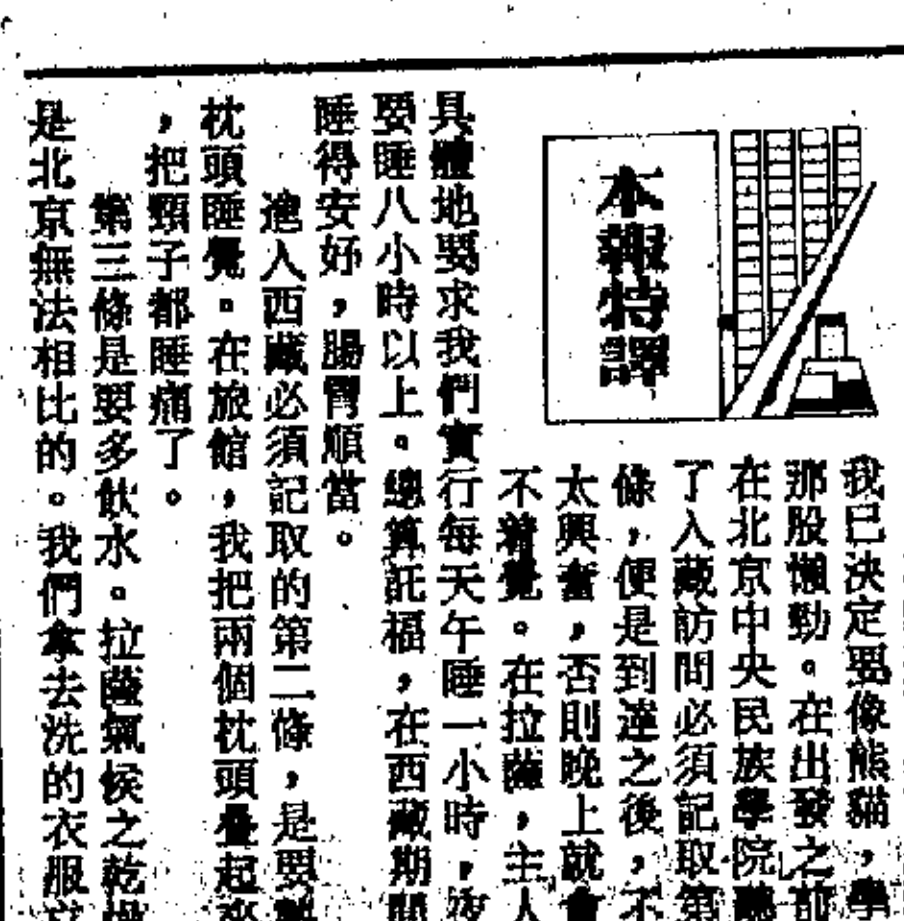 本報特譯
我已決定要像熊貓，學
那股懶勁。在出發之前
在北京中央民族學院聽
了入藏訪問必須記取第
條，便是到達之後，不
太興奮，否則晚上就會
不着覺。在拉薩，主人
具體地要求我們實行每天午睡一小時，夜
要睡八小時以上。總算託福，在西藏期間
睡得安好，腸胃順當。
進入西藏必須記取的第二條，是要
枕頭睡覺。在旅館，我把兩個枕頭疊起來
，把頸子都睡痛了。
第三條是要多飲水。拉薩氣候之乾燥
是北京無法相比的。我們拿去洗的衣服